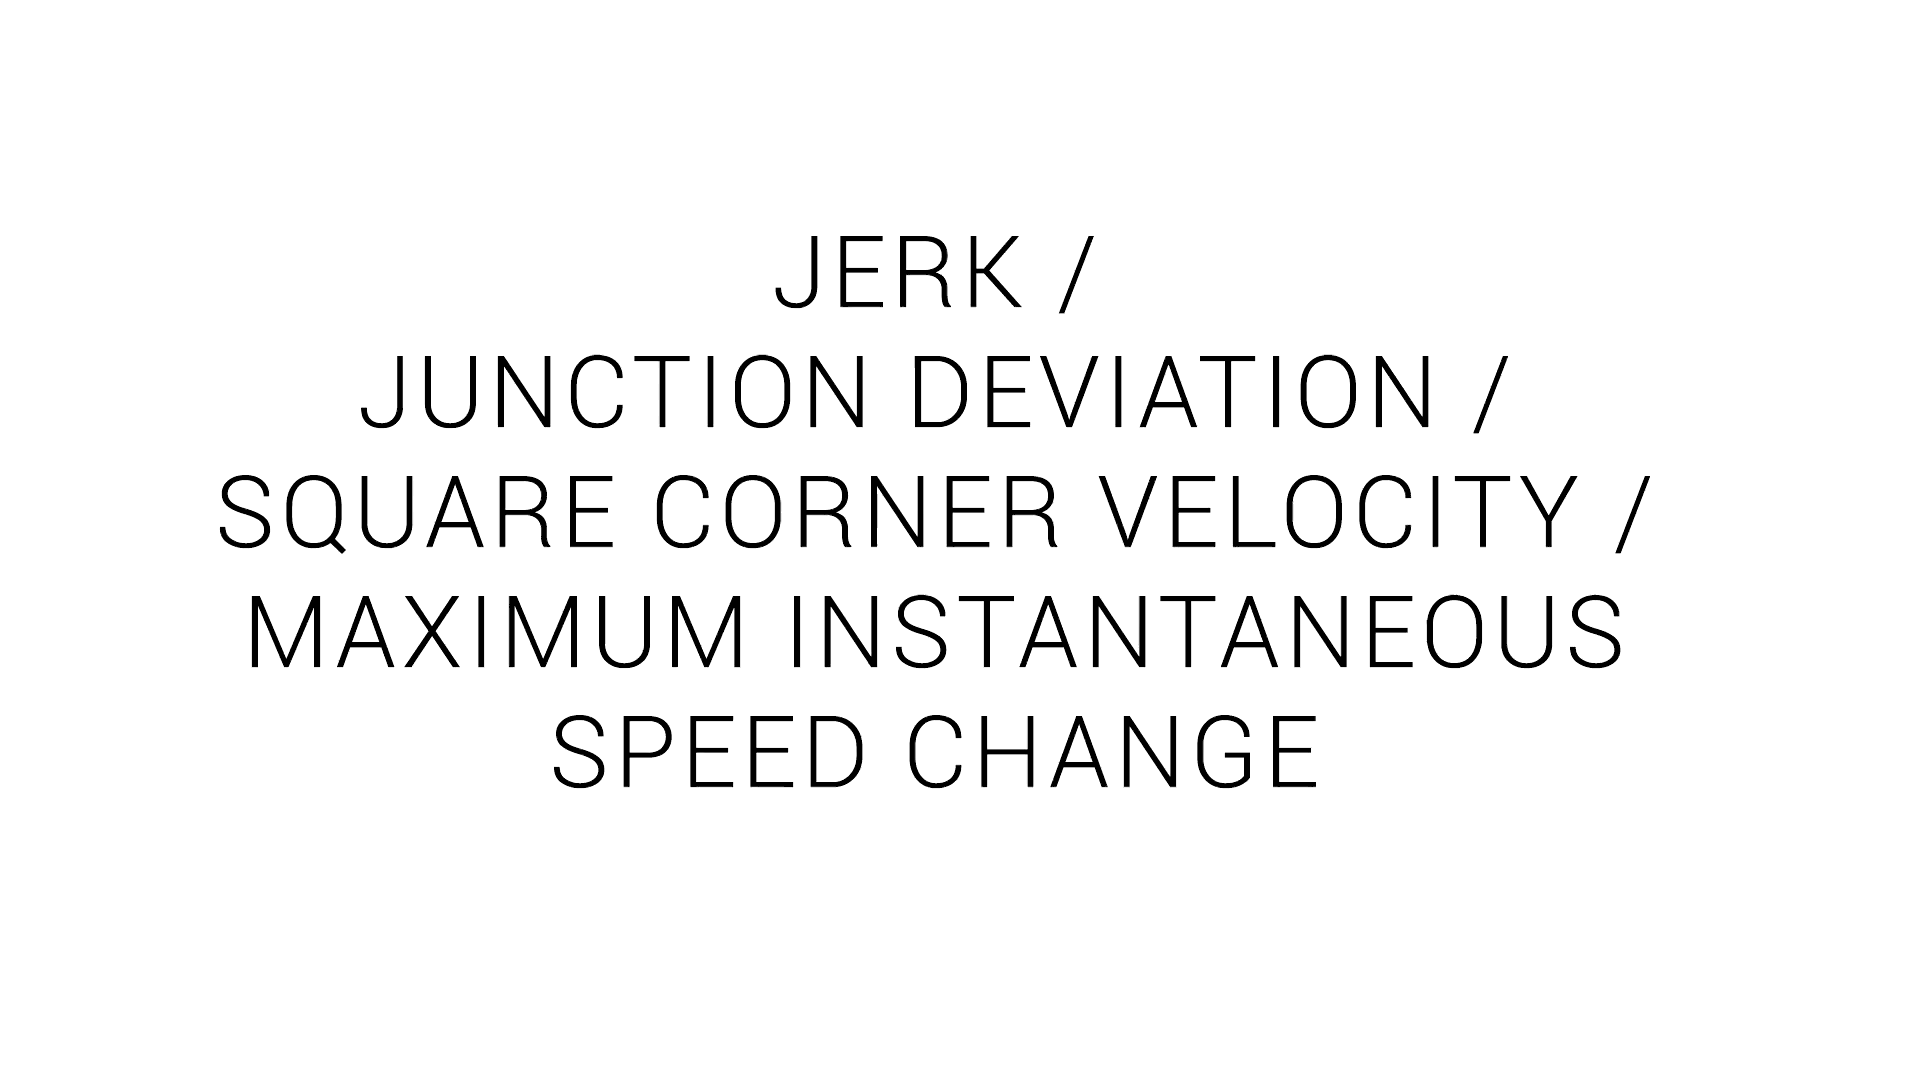 JERK /
JUNCTION DEVIATION /
SQUARE CORNER VELOCITY /
MAXIMUM INSTANTANEOUS
SPEED CHANGE